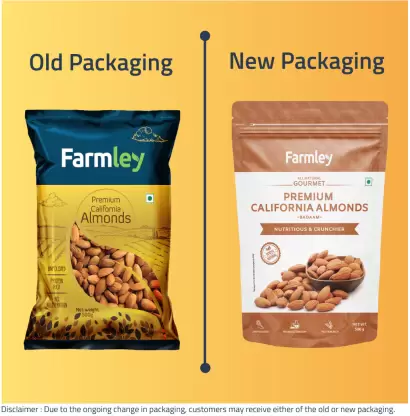 Old Packaging
New Packaging
Farmley
Premium
California
Almonds
Farmley
GOURMET
PREMIUM
CALIFORNIA ALMONDS
NUTRITIOUS & CRUNCHIER
Disclaimer : Due to the ongoing change in packaging, customers may receive either of the old or new packaging.